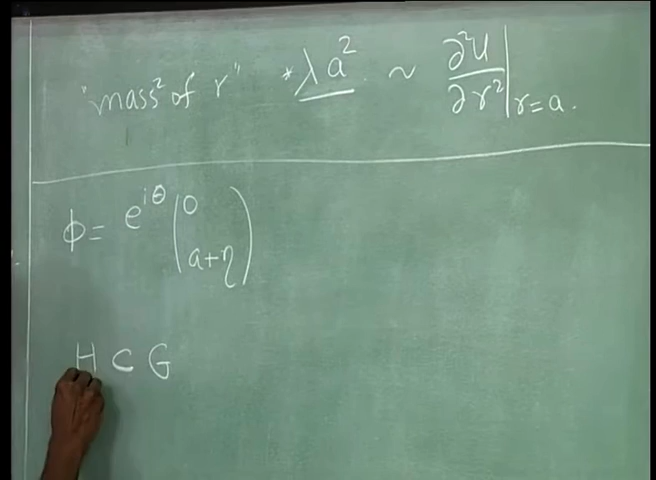 "mass² of r" * λa² ~ ∂²U/∂r² |r=a.
ϕ = e^{iθ} (0
a+η)
H ⊂ G